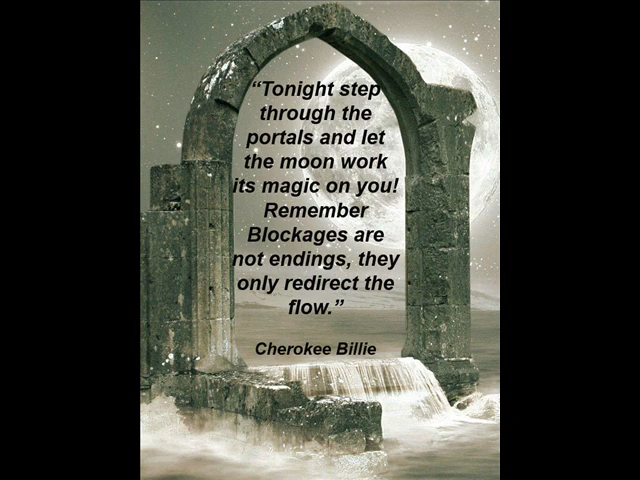 “Tonight step
through the
portals and let
the moon work
its magic on you!
Remember
Blockages are
not endings, they
only redirect the
flow.”
Cherokee Billie